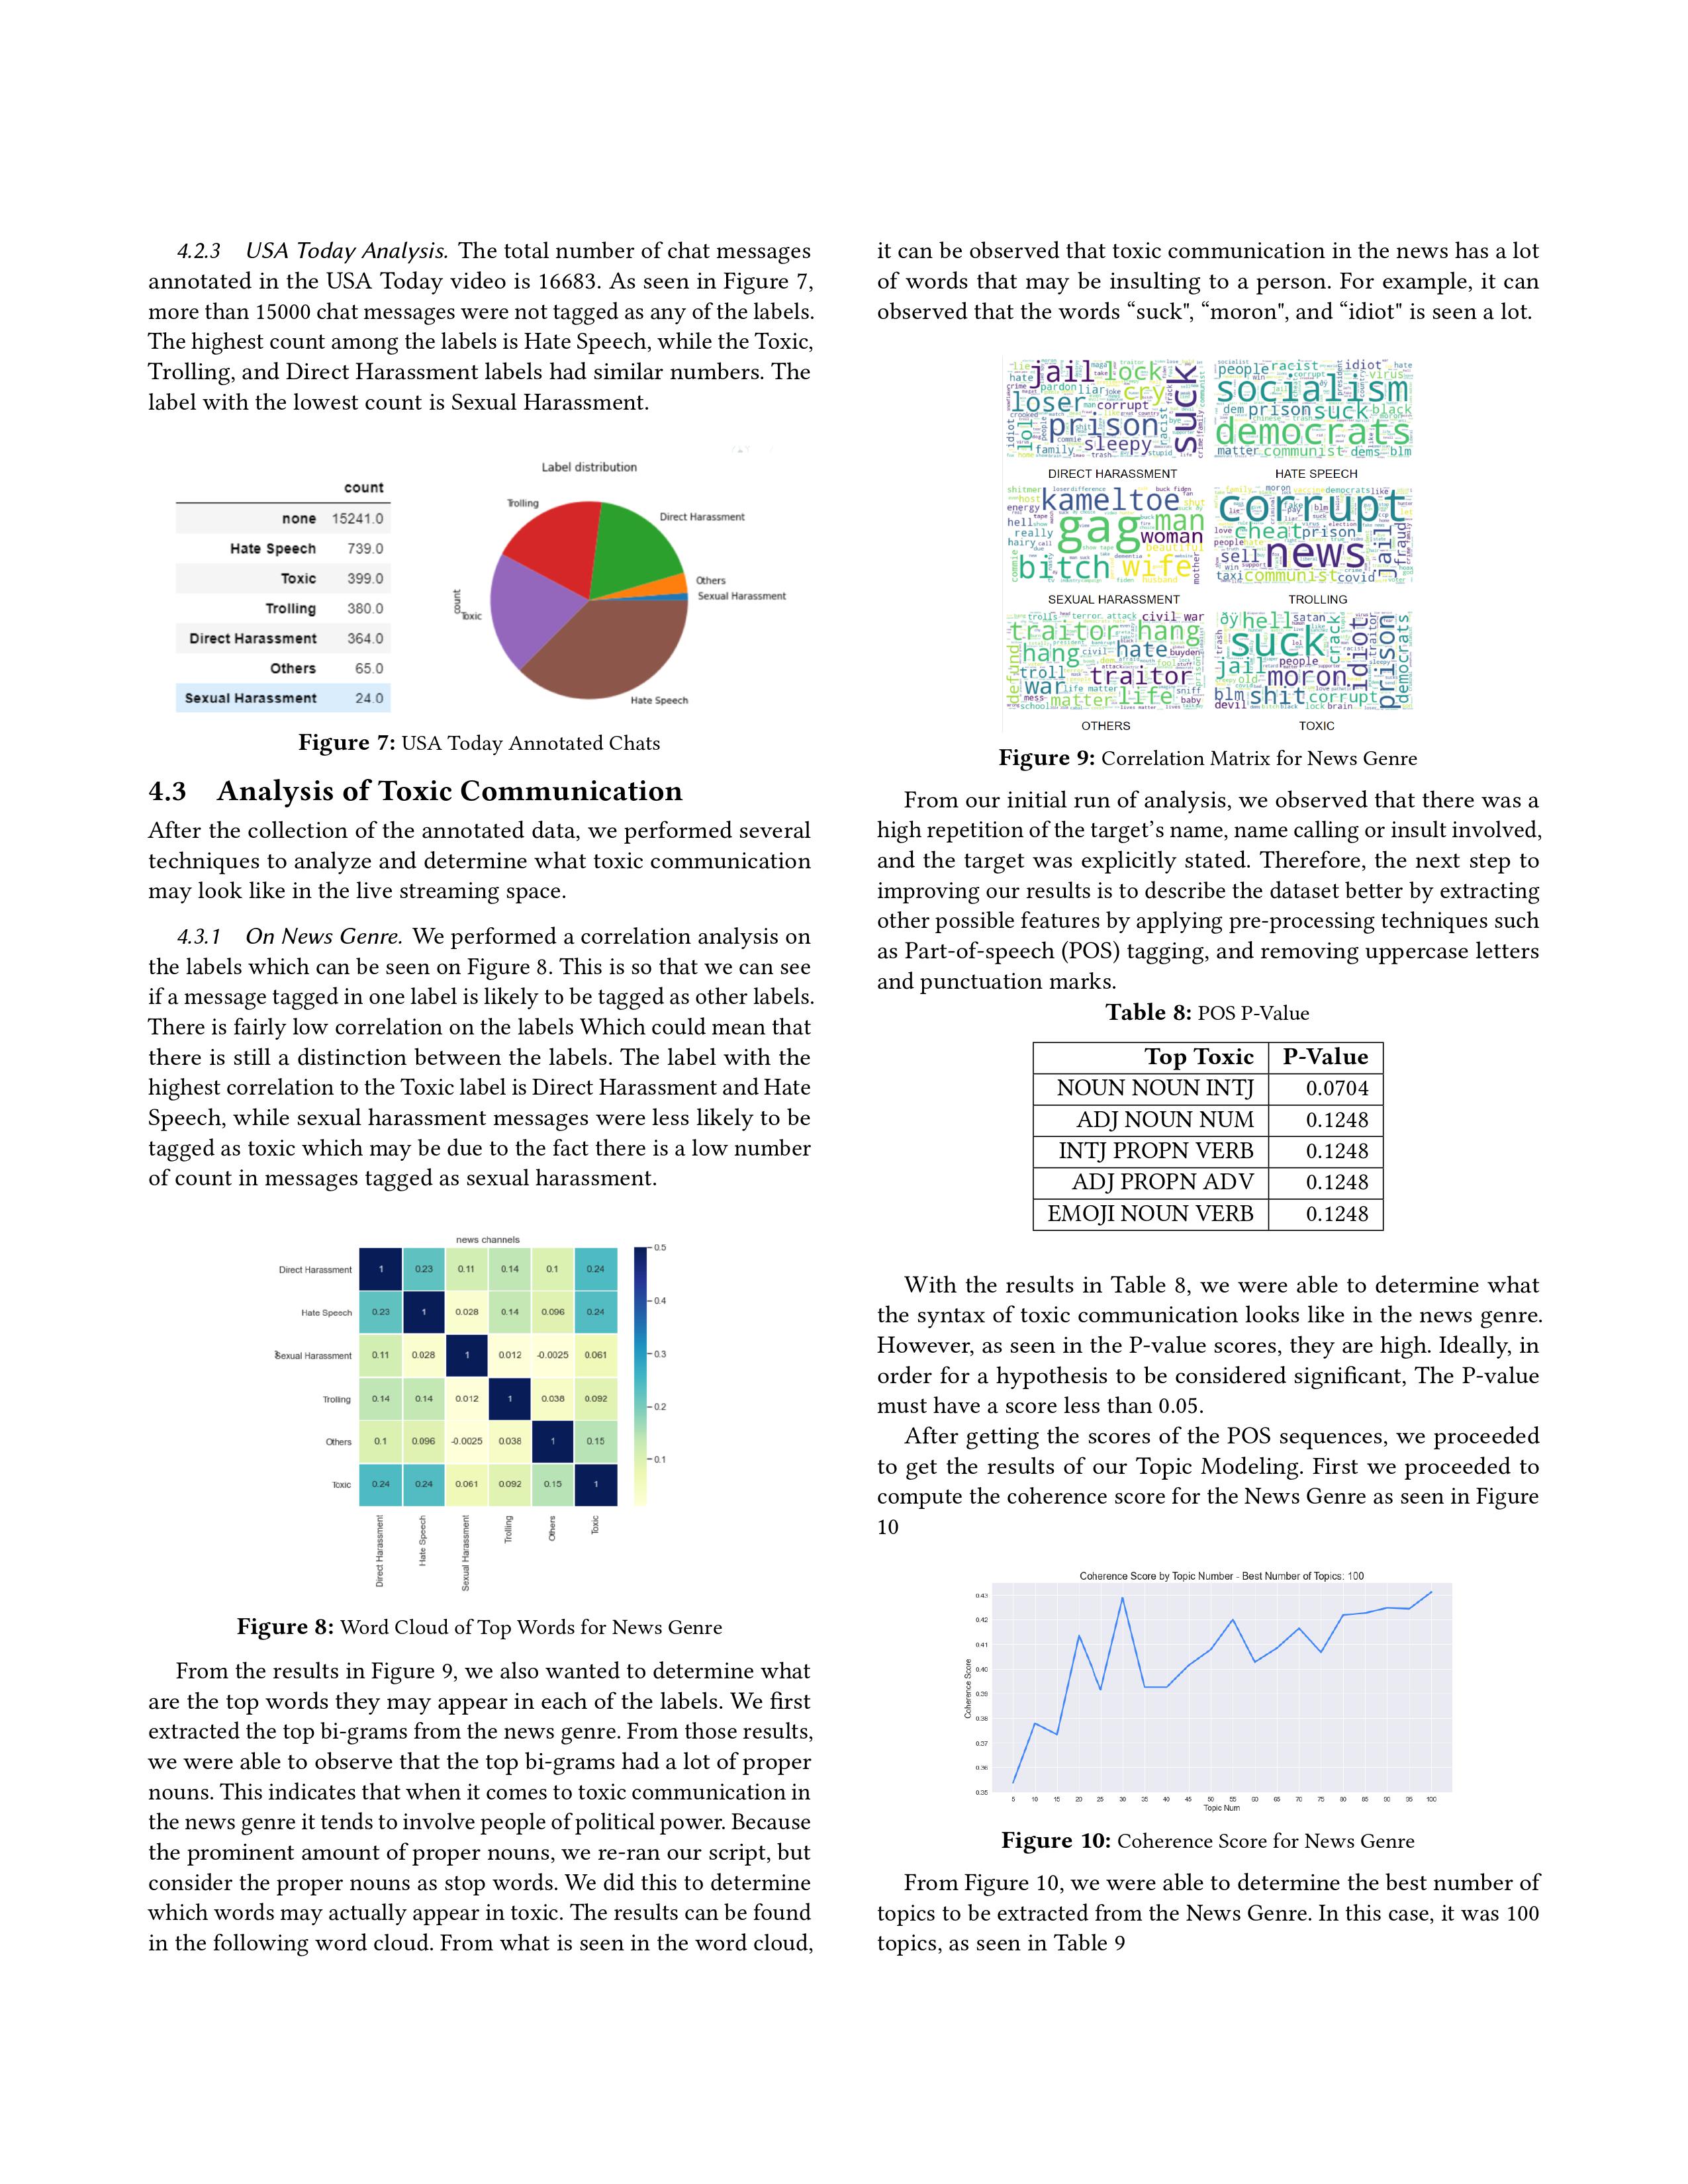 4.2.3 USA Today Analysis. The total number of chat messages
annotated in the USA Today video is 16683. As seen in Figure 7,
more than 15000 chat messages were not tagged as any of the labels.
The highest count among the labels is Hate Speech, while the Toxic,
Trolling, and Direct Harassment labels had similar numbers. The
label with the lowest count is Sexual Harassment.
count
none 15241.0
Hate Speech 739.0
Toxic 399.0
Trolling 380.0
Direct Harassment 364.0
Others 65.0
Sexual Harassment 24.0
Label distribution
Trolling
Direct Harassment
Others
Sexual Harassment
count
Toxic
Hate Speech
Figure 7: USA Today Annotated Chats
4.3 Analysis of Toxic Communication
After the collection of the annotated data, we performed several
techniques to analyze and determine what toxic communication
may look like in the live streaming space.
4.3.1 On News Genre. We performed a correlation analysis on
the labels which can be seen on Figure 8. This is so that we can see
if a message tagged in one label is likely to be tagged as other labels.
There is fairly low correlation on the labels Which could mean that
there is still a distinction between the labels. The label with the
highest correlation to the Toxic label is Direct Harassment and Hate
Speech, while sexual harassment messages were less likely to be
tagged as toxic which may be due to the fact there is a low number
of count in messages tagged as sexual harassment.
news channels
Direct Harassment 1 0.23 0.11 0.14 0.1 0.24
Hate Speech 0.23 1 0.028 0.14 0.096 0.24
Sexual Harassment 0.11 0.028 1 0.012 -0.0025 0.061
Trolling 0.14 0.14 0.012 1 0.038 0.092
Others 0.1 0.096 -0.0025 0.038 1 0.15
Toxic 0.24 0.24 0.061 0.092 0.15 1
Direct Harassment
Hate Speech
Sexual Harassment
Trolling
Others
Toxic
0.5
0.4
0.3
0.2
0.1
Figure 8: Word Cloud of Top Words for News Genre
From the results in Figure 9, we also wanted to determine what
are the top words they may appear in each of the labels. We first
extracted the top bi-grams from the news genre. From those results,
we were able to observe that the top bi-grams had a lot of proper
nouns. This indicates that when it comes to toxic communication in
the news genre it tends to involve people of political power. Because
the prominent amount of proper nouns, we re-ran our script, but
consider the proper nouns as stop words. We did this to determine
which words may actually appear in toxic. The results can be found
in the following word cloud. From what is seen in the word cloud,
it can be observed that toxic communication in the news has a lot
of words that may be insulting to a person. For example, it can
observed that the words “suck", “moron", and “idiot" is seen a lot.
jail lock
hate pardon liar joke cry
loser corrupt suck
lol prison racist
idiot sleepy
family trash stupid
DIRECT HARASSMENT
people racist idiot hate
virus
socialism
dem prison suck black
democrats
matter communist dems blm
HATE SPEECH
kameltoe
energy shut
hell gag man
really woman
hairy beautiful
commie bitch wife mother
SEXUAL HARASSMENT
corrupt
love cheat prison
people jail fraud
sell news
taxi communist covid
TROLLING
trolls terror attack civil war
traitor hang
hang civil hate buyden
defund troll traitor
war life matter sniff
mess matter life baby
school
OTHERS
hell satan
suck crack idiot prison
jail people democrats
old moron
blm shit corrupt
devil lock brain
TOXIC
Figure 9: Correlation Matrix for News Genre
From our initial run of analysis, we observed that there was a
high repetition of the target’s name, name calling or insult involved,
and the target was explicitly stated. Therefore, the next step to
improving our results is to describe the dataset better by extracting
other possible features by applying pre-processing techniques such
as Part-of-speech (POS) tagging, and removing uppercase letters
and punctuation marks.
Table 8: POS P-Value
Top Toxic P-Value
NOUN NOUN INTJ 0.0704
ADJ NOUN NUM 0.1248
INTJ PROPN VERB 0.1248
ADJ PROPN ADV 0.1248
EMOJI NOUN VERB 0.1248
With the results in Table 8, we were able to determine what
the syntax of toxic communication looks like in the news genre.
However, as seen in the P-value scores, they are high. Ideally, in
order for a hypothesis to be considered significant, The P-value
must have a score less than 0.05.
After getting the scores of the POS sequences, we proceeded
to get the results of our Topic Modeling. First we proceeded to
compute the coherence score for the News Genre as seen in Figure
10
Coherence Score by Topic Number - Best Number of Topics: 100
Coherence Score
0.43
0.42
0.41
0.40
0.39
0.38
0.37
0.36
0.35
5 10 15 20 25 30 35 40 45 50 55 60 65 70 75 80 85 90 95 100
Topic Num
Figure 10: Coherence Score for News Genre
From Figure 10, we were able to determine the best number of
topics to be extracted from the News Genre. In this case, it was 100
topics, as seen in Table 9